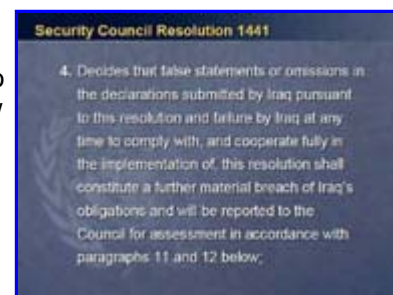 Security Council Resolution 1441
4. Decides that false statements or omissions in
the declarations submitted by Iraq pursuant
to this resolution and failure by Iraq at any
time to comply with, and cooperate fully in
the implementation of, this resolution shall
constitute a further material breach of Iraq's
obligations and will be reported to the
Council for assessment in accordance with
paragraphs 11 and 12 below;